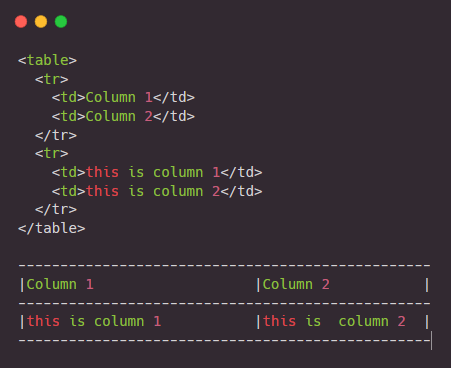 <table>
  <tr>
    <td>Column 1</td>
    <td>Column 2</td>
  </tr>
  <tr>
    <td>this is column 1</td>
    <td>this is column 2</td>
  </tr>
</table>

-------------------------------------------------
|Column 1                   |Column 2           |
-------------------------------------------------
|this is column 1           |this is  column 2  |
-------------------------------------------------